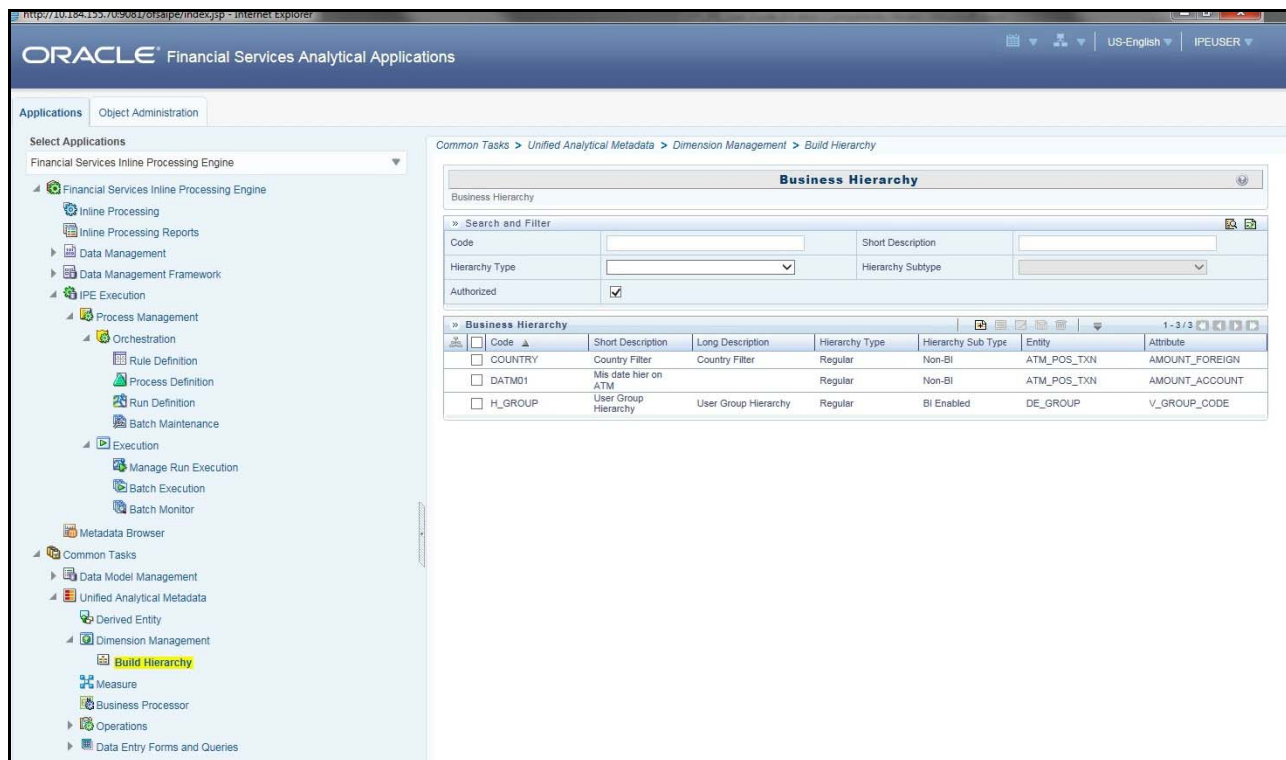 http://10.184.155.70:9081/ofsaipe/index.jsp - Internet Explorer
ORACLE® Financial Services Analytical Applications
US-English
IPEUSER
Applications
Object Administration
Select Applications
Financial Services Inline Processing Engine
Financial Services Inline Processing Engine
Inline Processing
Inline Processing Reports
Data Management
Data Management Framework
IPE Execution
Process Management
Orchestration
Rule Definition
Process Definition
Run Definition
Batch Maintenance
Execution
Manage Run Execution
Batch Execution
Batch Monitor
Metadata Browser
Common Tasks
Data Model Management
Unified Analytical Metadata
Derived Entity
Dimension Management
Build Hierarchy
Measure
Business Processor
Operations
Data Entry Forms and Queries
Common Tasks > Unified Analytical Metadata > Dimension Management > Build Hierarchy
Business Hierarchy
Business Hierarchy
» Search and Filter
Code Short Description
Hierarchy Type Hierarchy Subtype
Authorized
» Business Hierarchy 1 - 3 / 3
Code Short Description Long Description Hierarchy Type Hierarchy Sub Type Entity Attribute
COUNTRY Country Filter Country Filter Regular Non-BI ATM_POS_TXN AMOUNT_FOREIGN
DATM01 Mis date hier on ATM Regular Non-BI ATM_POS_TXN AMOUNT_ACCOUNT
H_GROUP User Group Hierarchy User Group Hierarchy Regular BI Enabled DE_GROUP V_GROUP_CODE